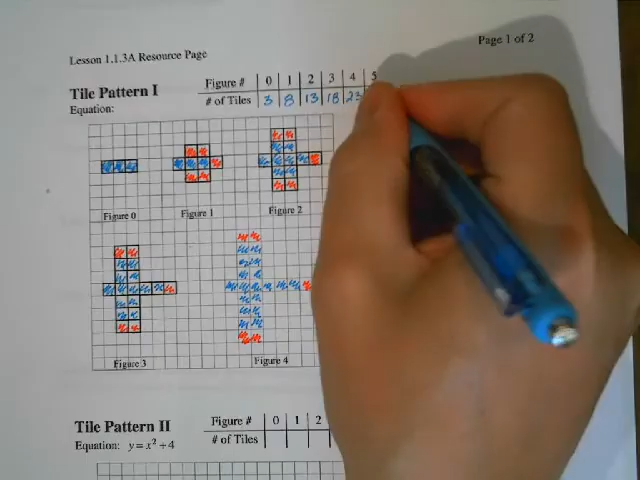 Lesson 1.1.3A Resource Page
Page 1 of 2
Tile Pattern I
Figure # 0 1 2 3 4 5
Equation:
# of Tiles 3 8 13 18 23
Figure 0
Figure 1
Figure 2
Figure 3
Figure 4
Tile Pattern II
Figure # 0 1 2
Equation: y = x² + 4
# of Tiles